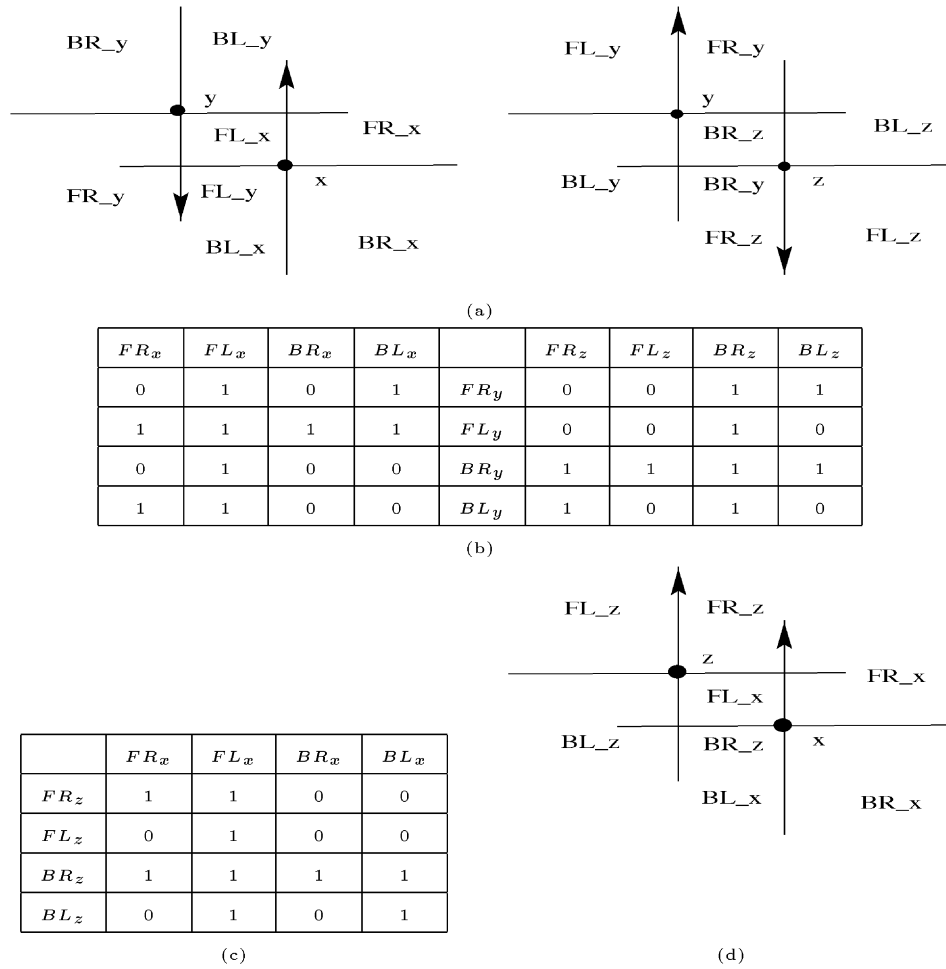 BR_y BL_y
y
FL_x FR_x
x
FR_y FL_y
BL_x BR_x
FL_y FR_y
y
BR_z BL_z
BL_y BR_y z
FR_z FL_z
(a)
FR_x FL_x BR_x BL_x FR_z FL_z BR_z BL_z
0 1 0 1 FR_y 0 0 1 1
1 1 1 1 FL_y 0 0 1 0
0 1 0 0 BR_y 1 1 1 1
1 1 0 0 BL_y 1 0 1 0
(b)
FL_z FR_z
z
FL_x FR_x
BL_z BR_z x
BL_x BR_x
FR_x FL_x BR_x BL_x
FR_z 1 1 0 0
FL_z 0 1 0 0
BR_z 1 1 1 1
BL_z 0 1 0 1
(c) (d)